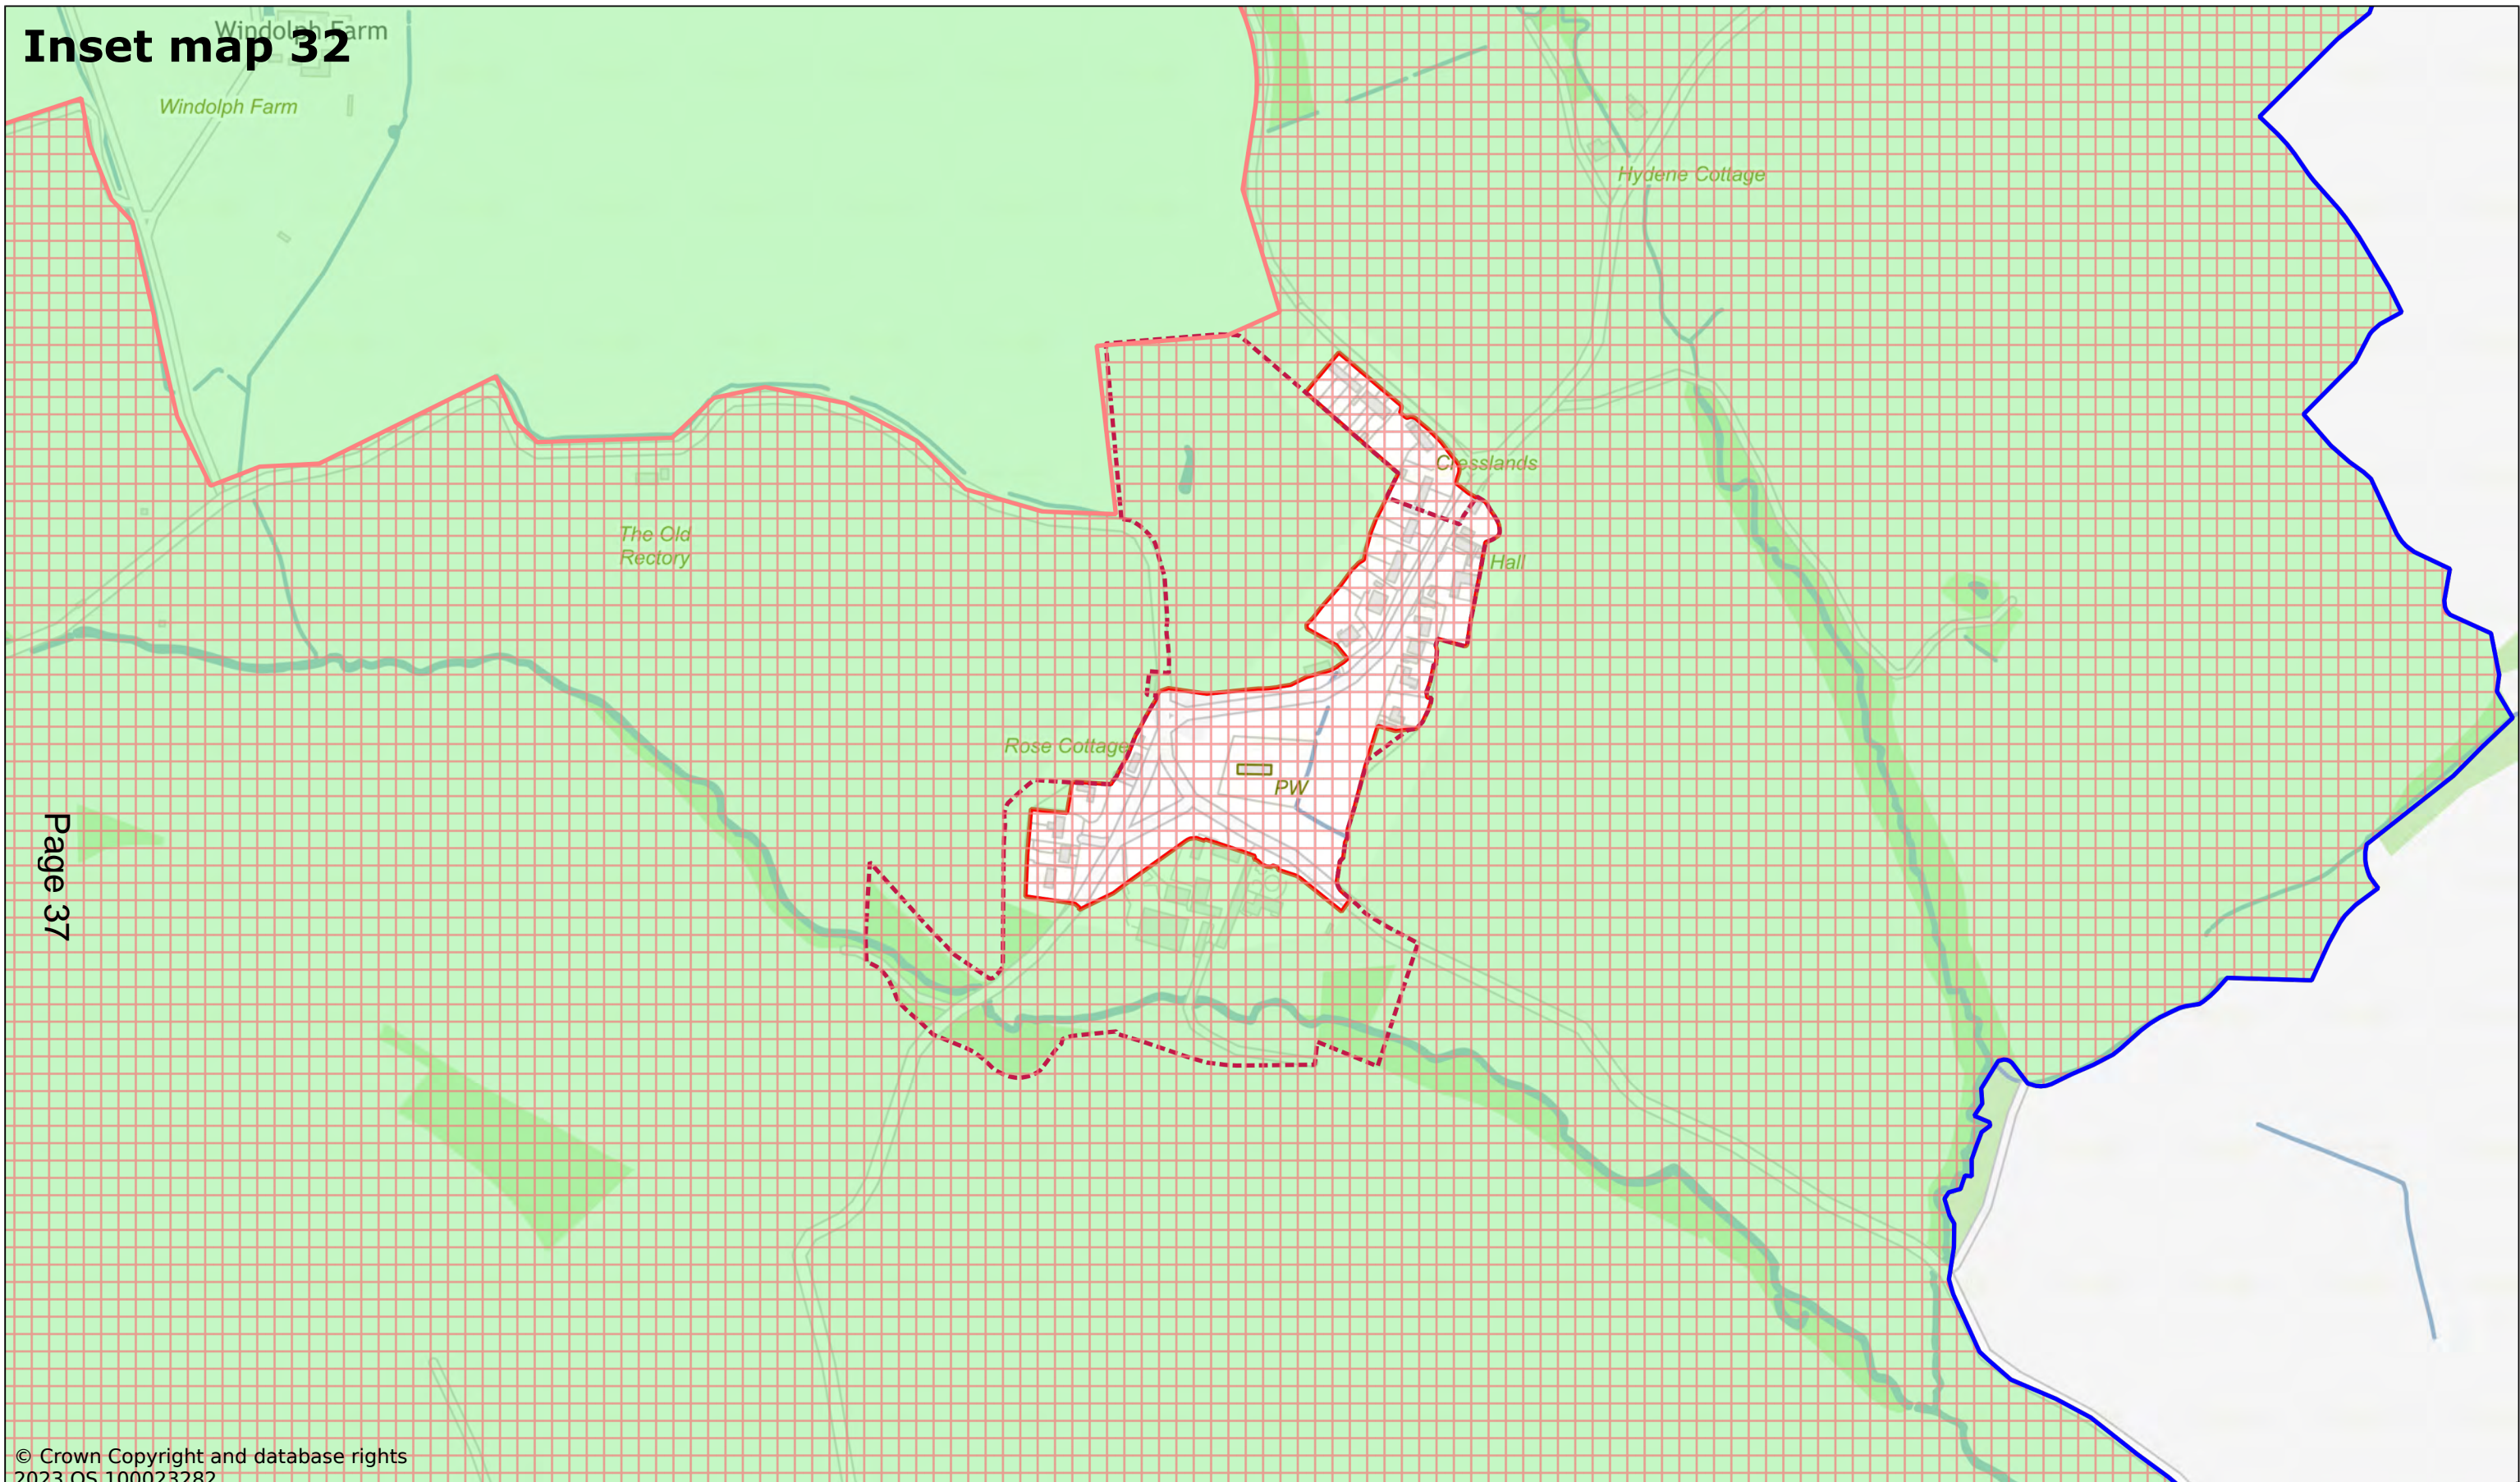 Windolph Farm
Inset map 32
Windolph Farm
Hydene Cottage
Cresslands
The Old
Rectory
Hall
Rose Cottage
PW
Page 37
© Crown Copyright and database rights
2023 OS 100023282